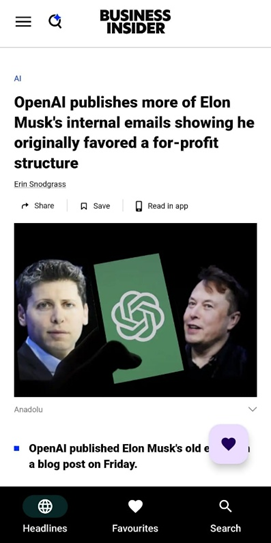 BUSINESS
INSIDER
AI
OpenAI publishes more of Elon
Musk's internal emails showing he
originally favored a for-profit
structure
Erin Snodgrass
Share Save Read in app
Anadolu
OpenAI published Elon Musk's old
a blog post on Friday.
Headlines Favourites Search